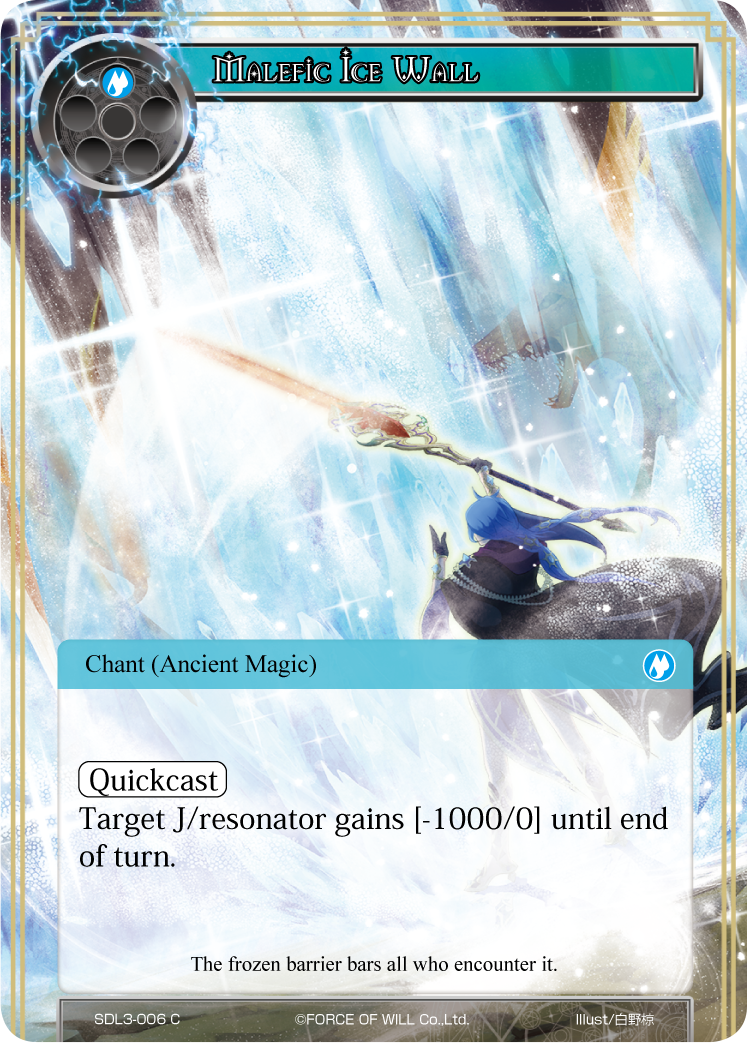 Malefic Ice Wall
Chant (Ancient Magic)
Quickcast
Target J/resonator gains [-1000/0] until end
of turn.
The frozen barrier bars all who encounter it.
SDL3-006 C ©FORCE OF WILL Co.,Ltd. Illust/白野椋